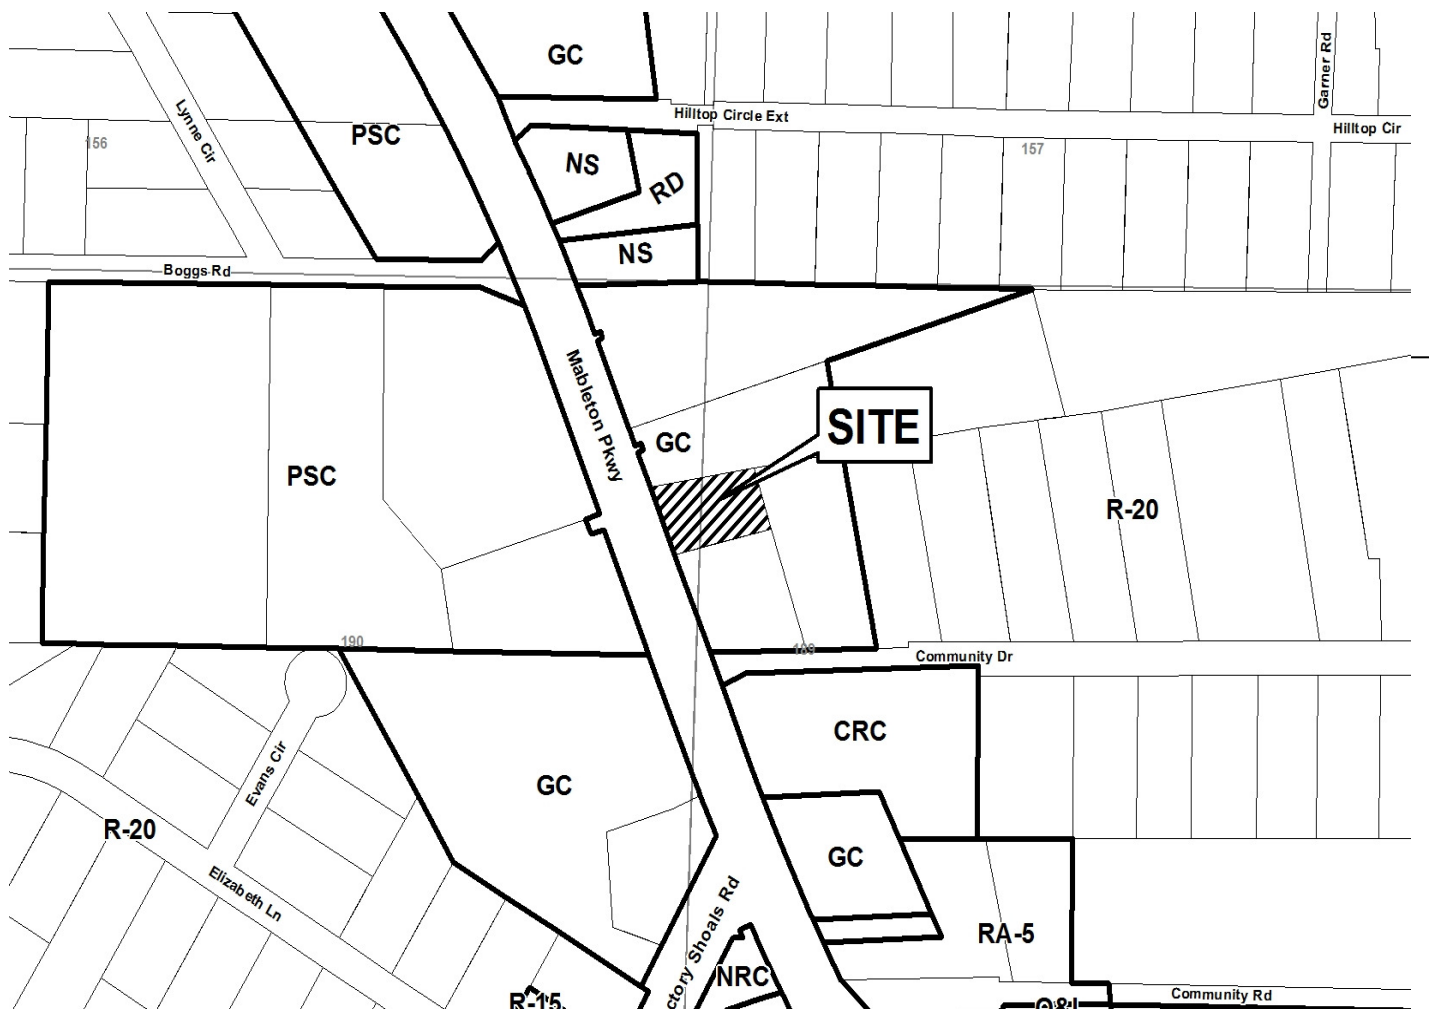 GC
Garner Rd
Hilltop Circle Ext
Hilltop Cir
Lynne Cir
156
PSC
157
NS
RD
NS
Boggs Rd
Mableton Pkwy
SITE
GC
PSC
R-20
190
189
Community Dr
CRC
Evans Cir
GC
R-20
GC
Elizabeth Ln
ctory Shoals Rd
RA-5
NRC
R-15
O&I
Community Rd